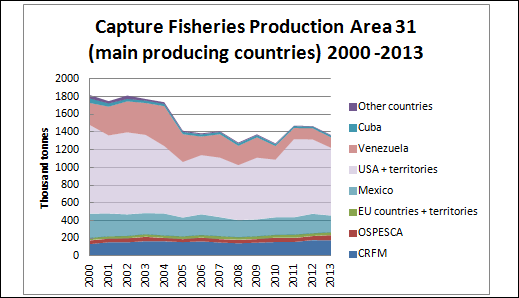 Capture Fisheries Production Area 31
(main producing countries) 2000 -2013
2000
1800
1600
1400
1200
1000
800
600
400
200
0
Thousand tonnes
2000
2001
2002
2003
2004
2005
2006
2007
2008
2009
2010
2011
2012
2013
Other countries
Cuba
Venezuela
USA + territories
Mexico
EU countries + territories
OSPESCA
CRFM